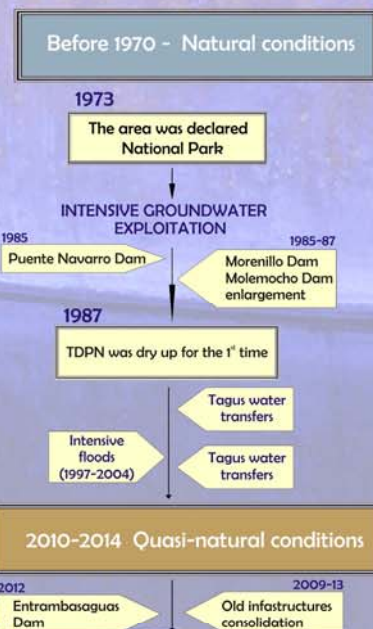 Before 1970 - Natural conditions
1973
The area was declared
National Park
INTENSIVE GROUNDWATER
EXPLOITATION
1985
Puente Navarro Dam
1985-87
Morenillo Dam
Molemocho Dam
enlargement
1987
TDPN was dry up for the 1st time
Tagus water
transfers
Intensive
floods
(1997-2004)
Tagus water
transfers
2010-2014 Quasi-natural conditions
2012
Entrambasaguas
Dam
2009-13
Old infastructures
consolidation